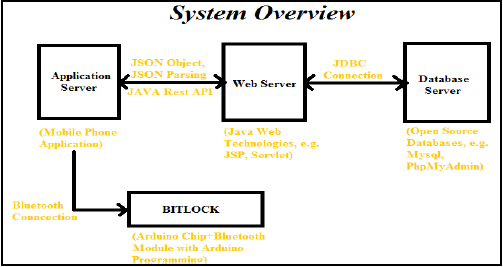 System Overview
Application
Server
JSON Object,
JSON Parsing
JAVA Rest API
Web Server
JDBC
Connection
Database
Server
(Mobile Phone
Application)
(Java Web
Technologies, e.g.
JSP, Servlet)
(Open Source
Databases, e.g.
Mysql,
PhpMyAdmin)
Bluetooth
Connecection
BITLOCK
(Arduino Chip+Bluetooth
Module with Arduino
Programming)